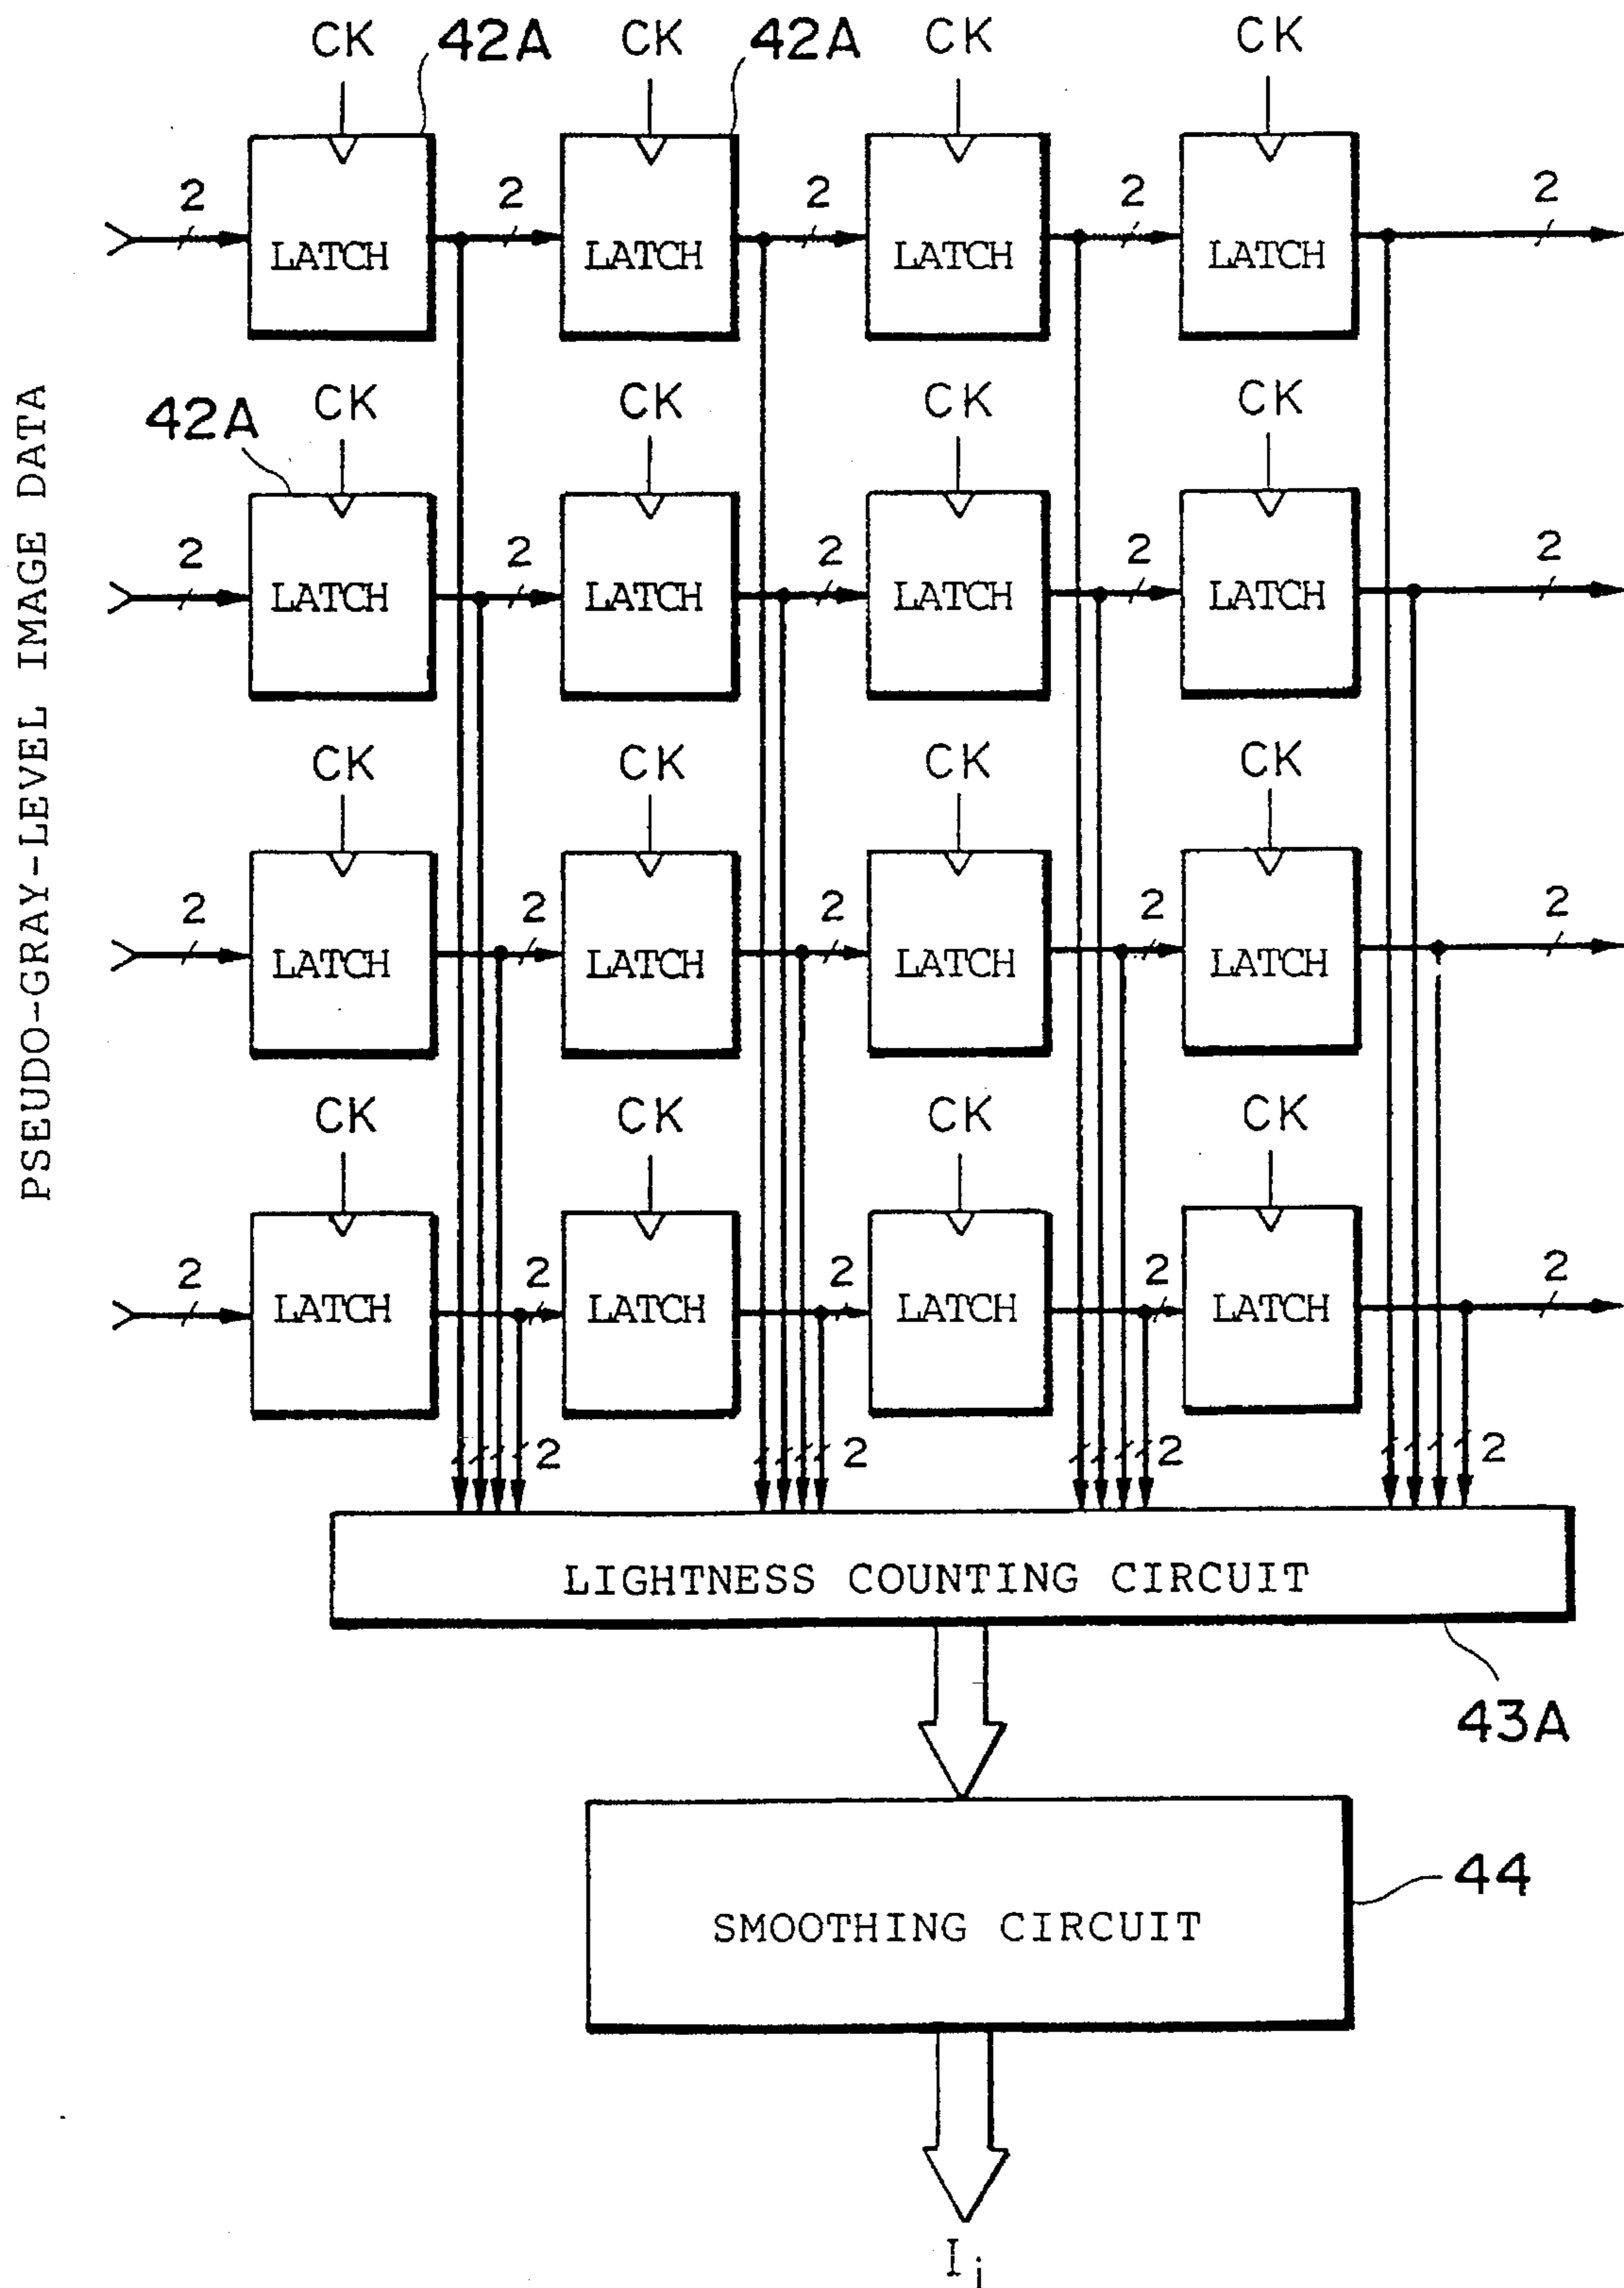 CK 42A CK 42A CK CK
2 2 2 2 2
LATCH LATCH LATCH LATCH
PSEUDO-GRAY-LEVEL IMAGE DATA
42A CK CK CK CK
2 2 2 2 2
LATCH LATCH LATCH LATCH
CK CK CK CK
2 2 2 2 2
LATCH LATCH LATCH LATCH
CK CK CK CK
2 2 2 2 2
LATCH LATCH LATCH LATCH
2 2 2 2
LIGHTNESS COUNTING CIRCUIT
43A
44
SMOOTHING CIRCUIT
Ij